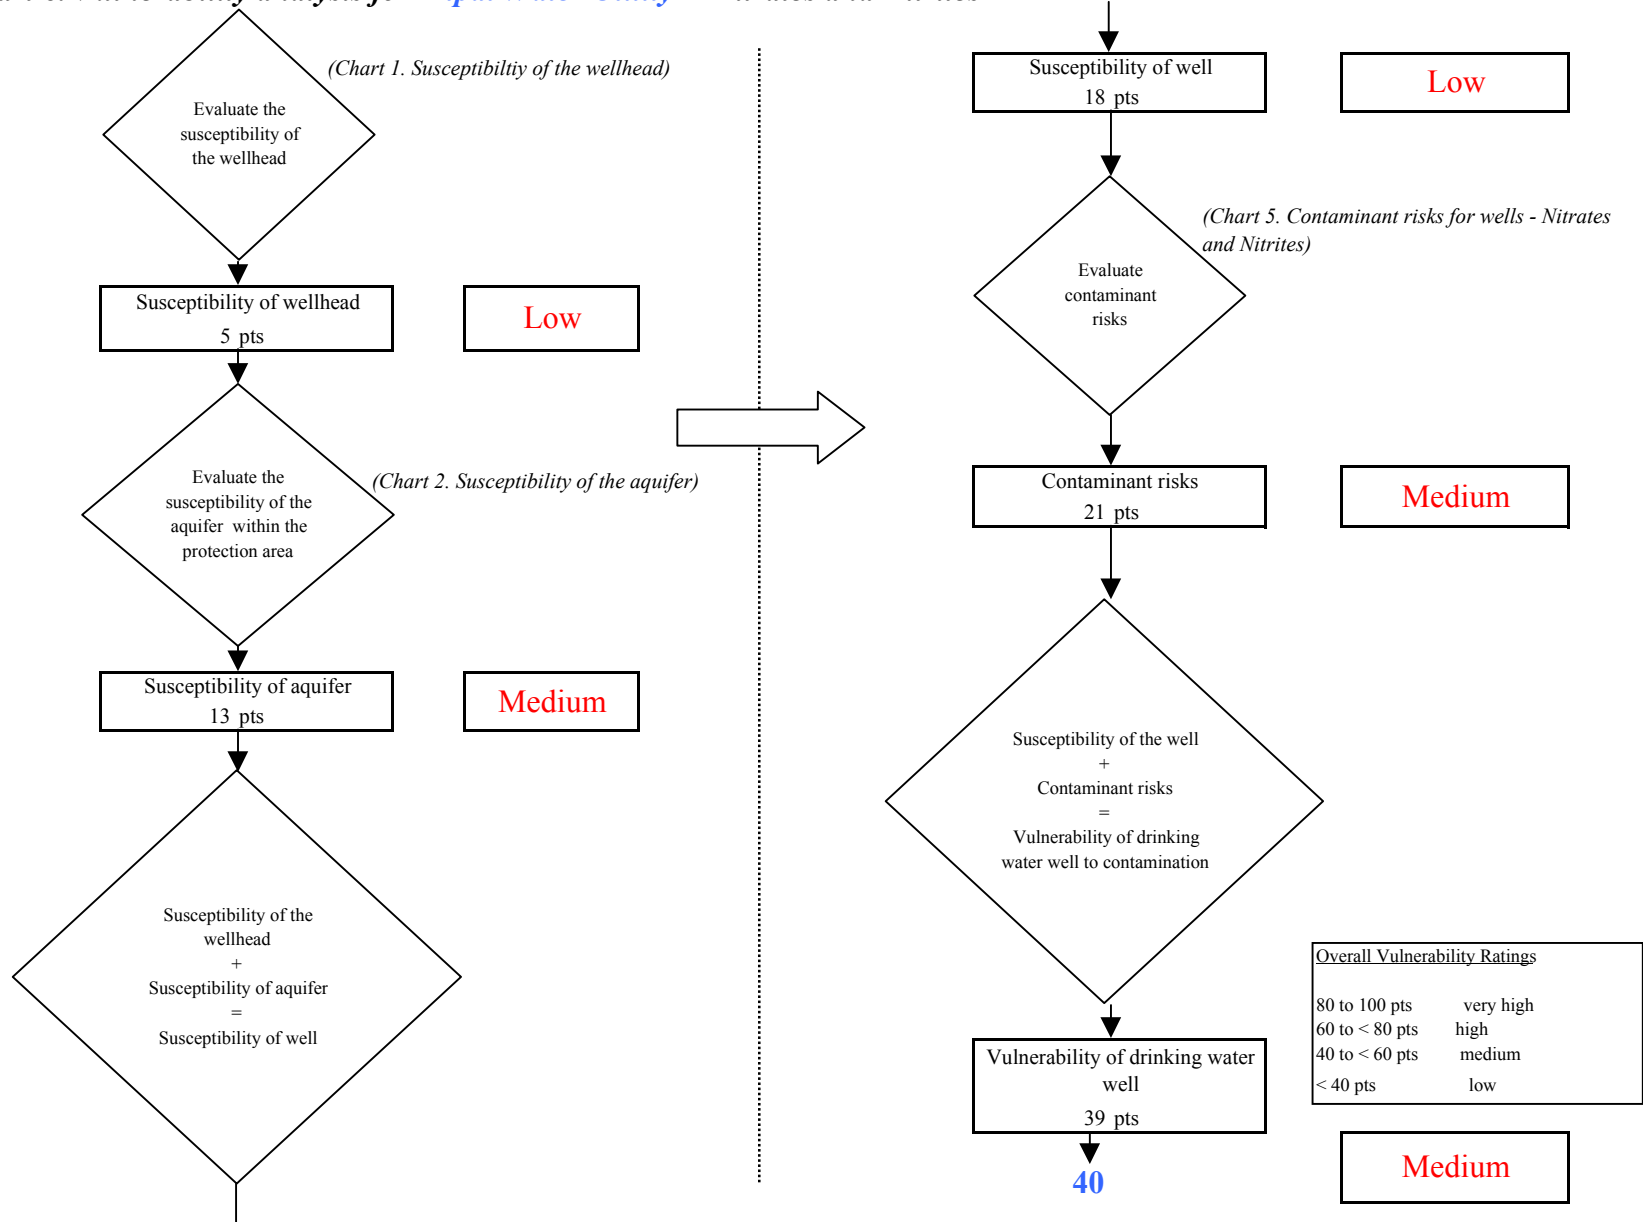 (Chart 1. Susceptibiltiy of the wellhead)
Evaluate the
susceptibility of
the wellhead
Susceptibility of wellhead
5 pts
Low
Evaluate the
susceptibility of the
aquifer within the
protection area
(Chart 2. Susceptibility of the aquifer)
Susceptibility of aquifer
13 pts
Medium
Susceptibility of the
wellhead
+
Susceptibility of aquifer
=
Susceptibility of well
Susceptibility of well
18 pts
Low
(Chart 5. Contaminant risks for wells - Nitrates
and Nitrites)
Evaluate
contaminant
risks
Contaminant risks
21 pts
Medium
Susceptibility of the well
+
Contaminant risks
=
Vulnerability of drinking
water well to contamination
Overall Vulnerability Ratings
80 to 100 pts very high
60 to < 80 pts high
40 to < 60 pts medium
< 40 pts low
Vulnerability of drinking water
well
39 pts
40
Medium